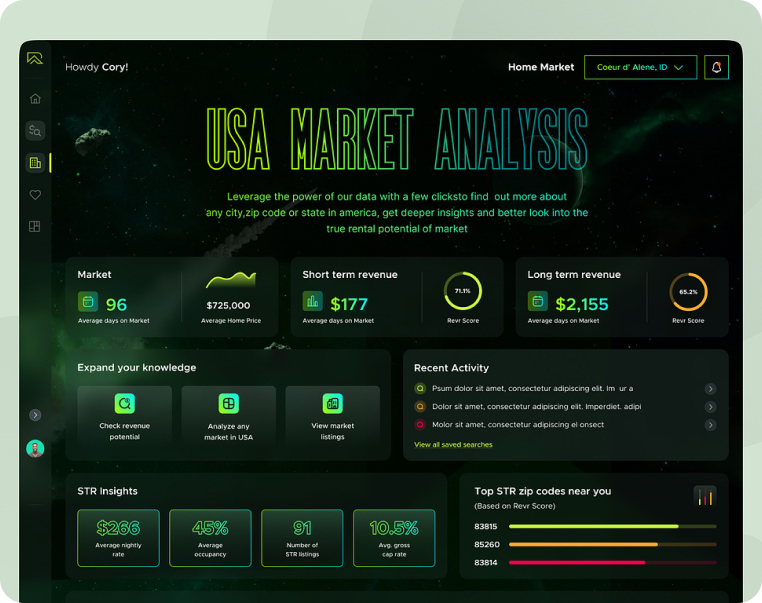 Howdy Cory!
Home Market
Coeur d' Alene, ID
USA MARKET ANALYSIS
Leverage the power of our data with a few clicksto find out more about
any city,zip code or state in america, get deeper insights and better look into the
true rental potential of market
Market
96
Average days on Market
$725,000
Average Home Price
Short term revenue
$177
Average days on Market
71.1%
Revr Score
Long term revenue
$2,155
Average days on Market
65.2%
Revr Score
Expand your knowledge
Check revenue
potential
Analyze any
market in USA
View market
listings
Recent Activity
Psum dolor sit amet, consectetur adipiscing elit. Im ur a
Dolor sit amet, consectetur adipiscing elit. Imperdiet. adipi
Molor sit amet, consectetur adipiscing el onsect
View all saved searches
STR Insights
$266
Average nightly
rate
45%
Average
occupancy
91
Number of
STR listings
10.5%
Avg. gross
cap rate
Top STR zip codes near you
(Based on Revr Score)
83815
85260
83814